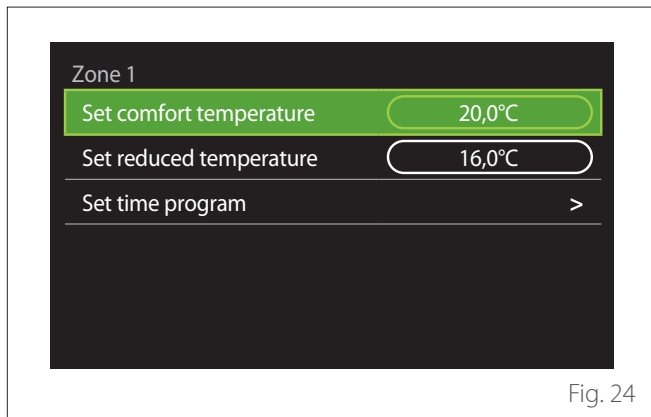 Zone 1
Set comfort temperature 20,0°C
Set reduced temperature 16,0°C
Set time program >
Fig. 24